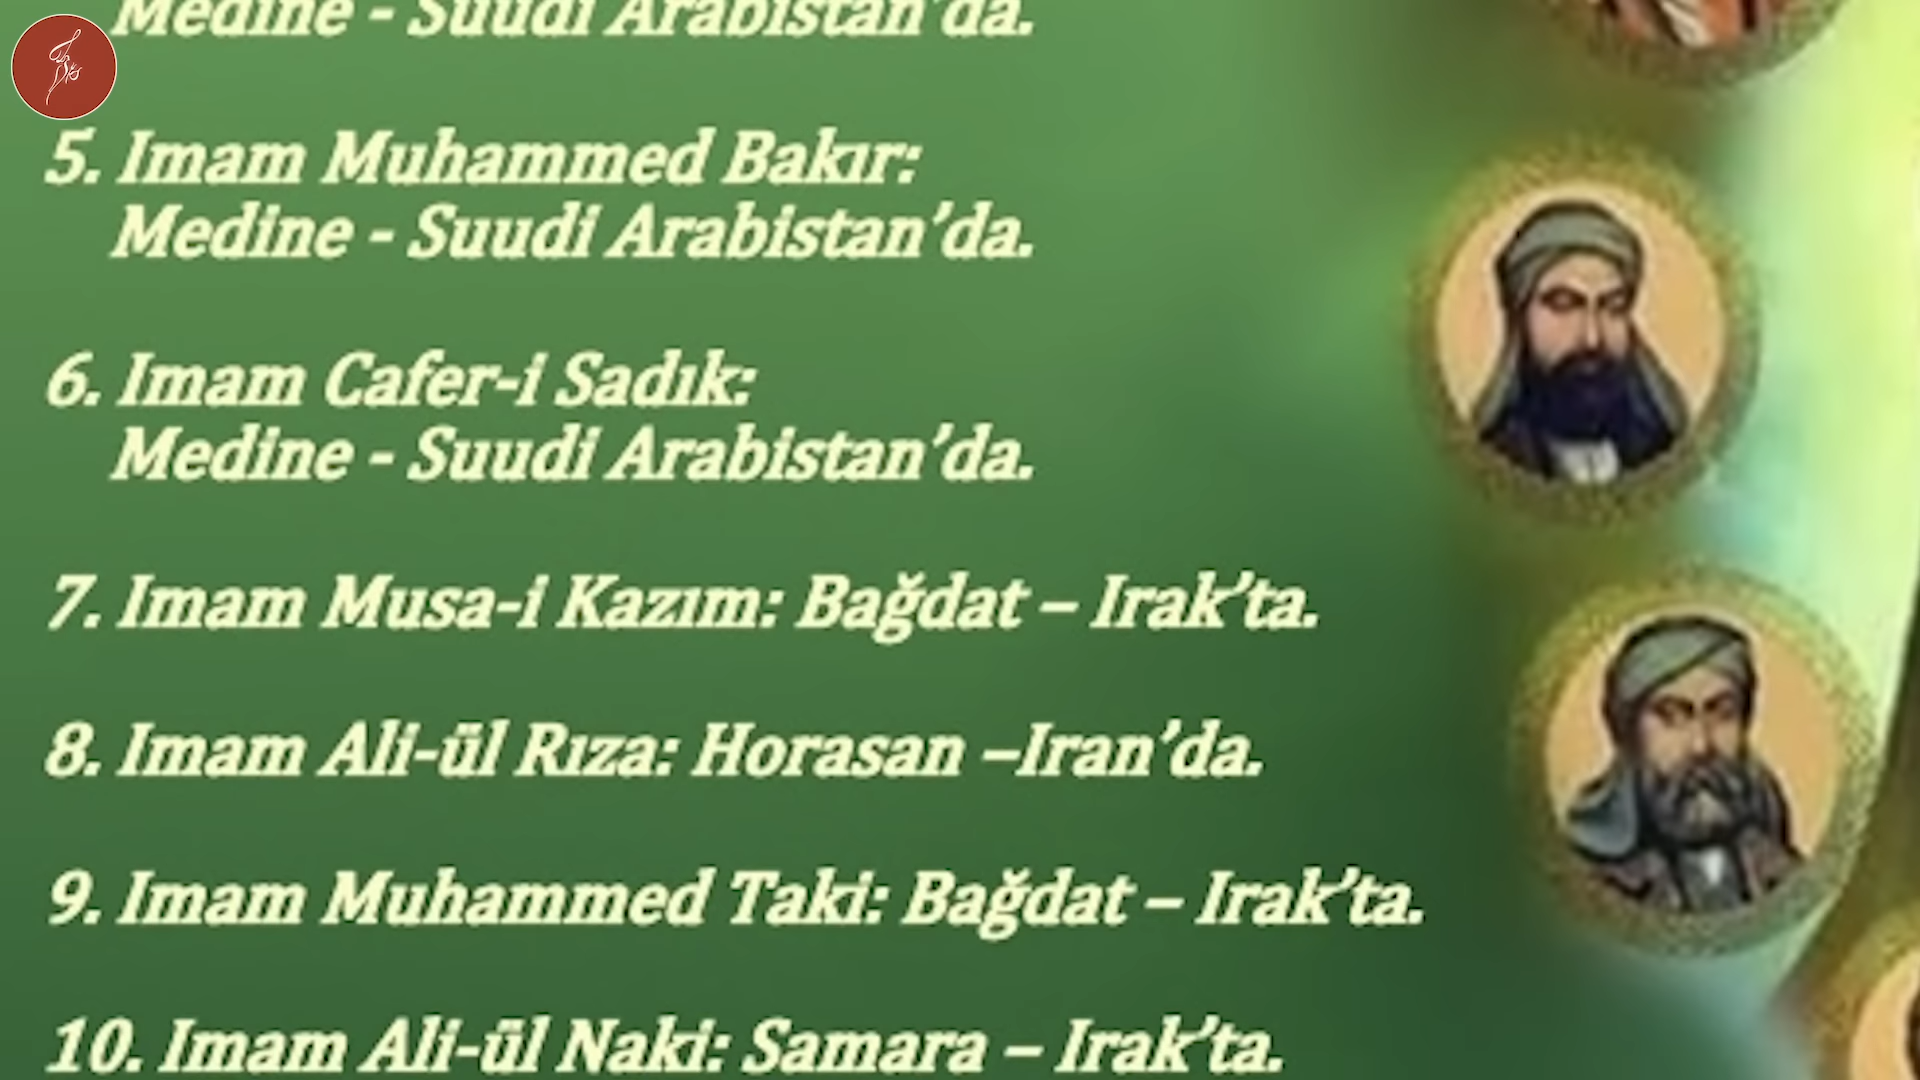 Medine - Suudi Arabistan’da.
5. Imam Muhammed Bakır:
Medine - Suudi Arabistan’da.
6. Imam Cafer-i Sadık:
Medine - Suudi Arabistan’da.
7. Imam Musa-i Kazım: Bağdat – Irak’ta.
8. Imam Ali-ül Rıza: Horasan –Iran’da.
9. Imam Muhammed Taki: Bağdat – Irak’ta.
10. Imam Ali-ül Naki: Samara – Irak’ta.